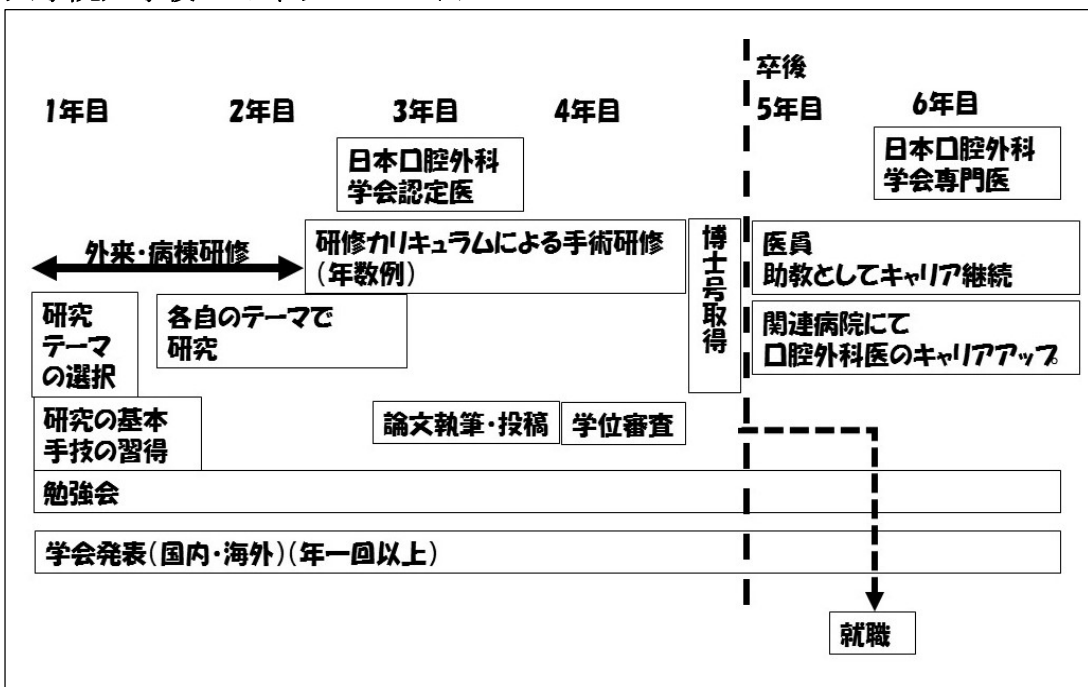 卒後
1年目 2年目 3年目 4年目 5年目 6年目
日本口腔外科
学会認定医
日本口腔外科
学会専門医
外来・病棟研修
研修カリキュラムによる手術研修
(年数例)
博士号取得
医員
助教としてキャリア継続
研究
テーマ
の選択
各自のテーマで
研究
関連病院にて
口腔外科医のキャリアアップ
研究の基本
手技の習得
論文執筆・投稿
学位審査
勉強会
学会発表(国内・海外)(年一回以上)
就職